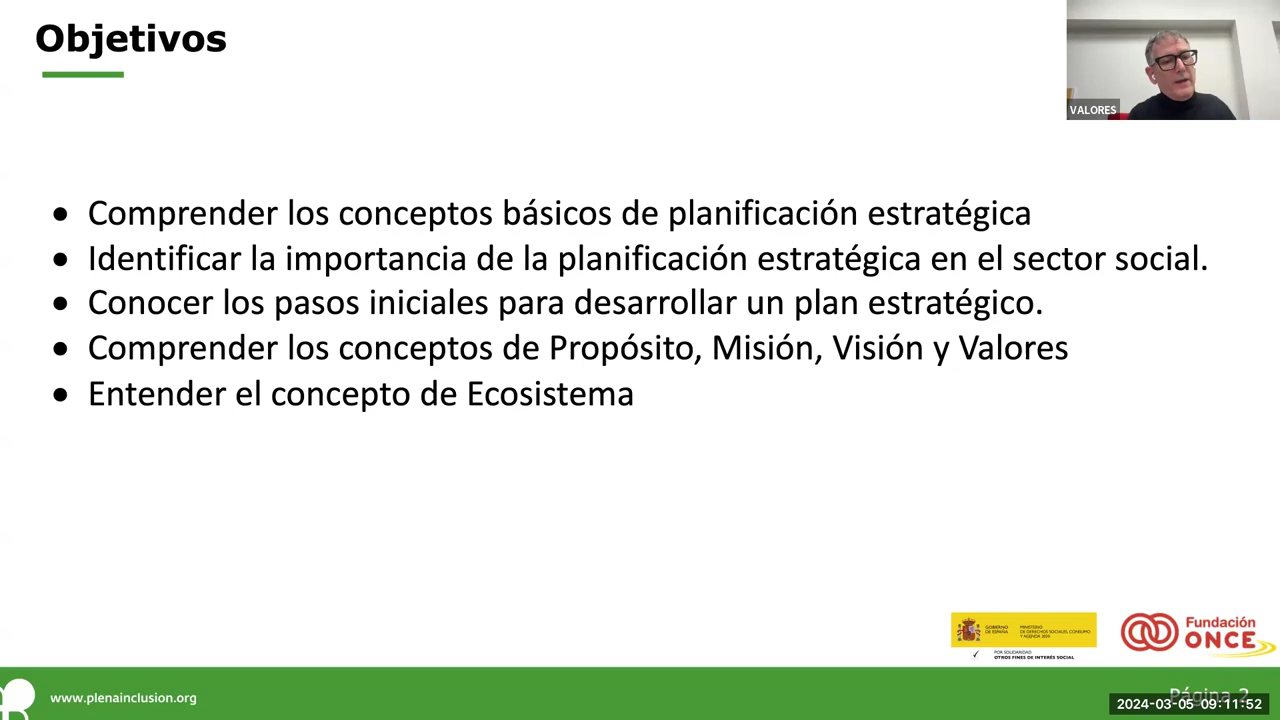 Objetivos
VALORES
• Comprender los conceptos básicos de planificación estratégica
• Identificar la importancia de la planificación estratégica en el sector social.
• Conocer los pasos iniciales para desarrollar un plan estratégico.
• Comprender los conceptos de Propósito, Misión, Visión y Valores
• Entender el concepto de Ecosistema
GOBIERNO
DE ESPAÑA
MINISTERIO
DE DERECHOS SOCIALES, CONSUMO
Y AGENDA 2030
POR SOLIDARIDAD
OTROS FINES DE INTERÉS SOCIAL
Fundación
ONCE
www.plenainclusion.org
Página 2
2024-03-05 09:11:52